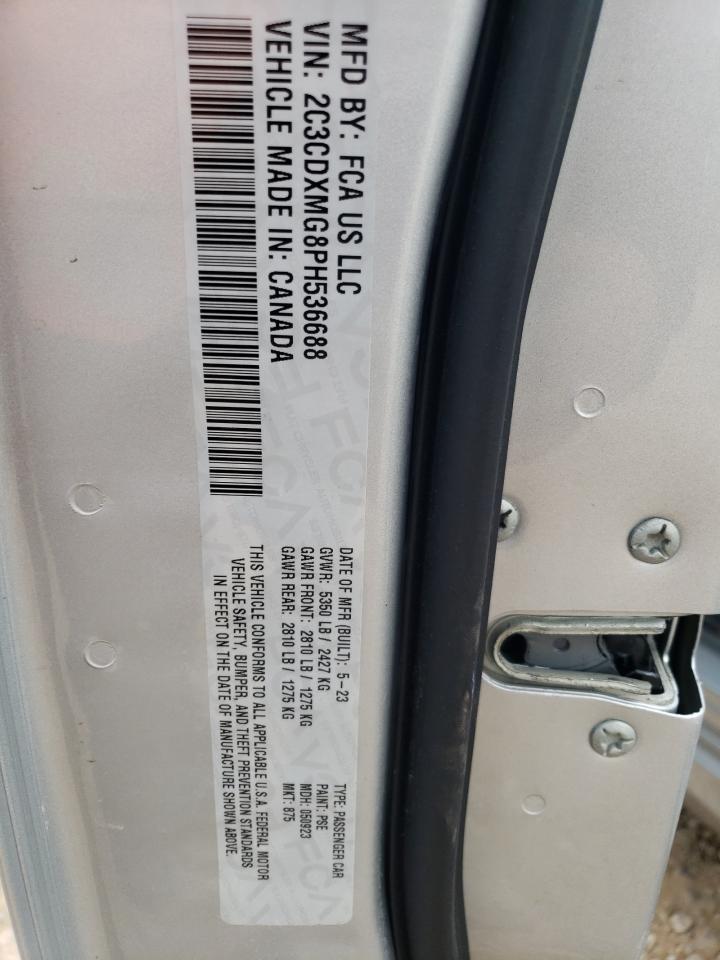 MFD BY: FCA US LLC
VIN: 2C3CDXMG8PH536688
VEHICLE MADE IN: CANADA
DATE OF MFR (BUILT): 5-23
GVWR: 5350 LB / 2427 KG
GAWR FRONT: 2810 LB / 1275 KG
GAWR REAR: 2810 LB / 1275 KG
TYPE: PASSENGER CAR
PAINT: PSE
MDH: 050923
MKT: 875
THIS VEHICLE CONFORMS TO ALL APPLICABLE U.S.A. FEDERAL MOTOR
VEHICLE SAFETY, BUMPER, AND THEFT PREVENTION STANDARDS
IN EFFECT ON THE DATE OF MANUFACTURE SHOWN ABOVE.